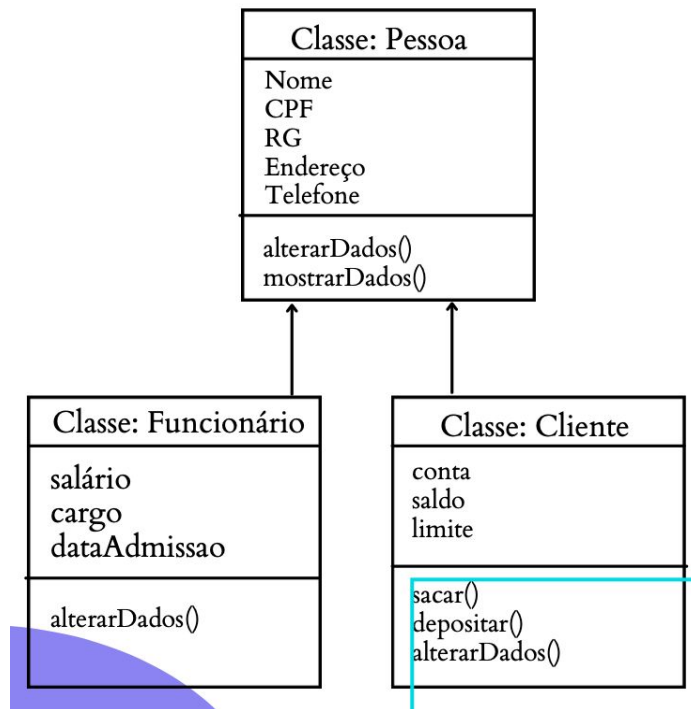 Classe: Pessoa
Nome
CPF
RG
Endereço
Telefone
alterarDados()
mostrarDados()
Classe: Funcionário
salário
cargo
dataAdmissao
alterarDados()
Classe: Cliente
conta
saldo
limite
sacar()
depositar()
alterarDados()